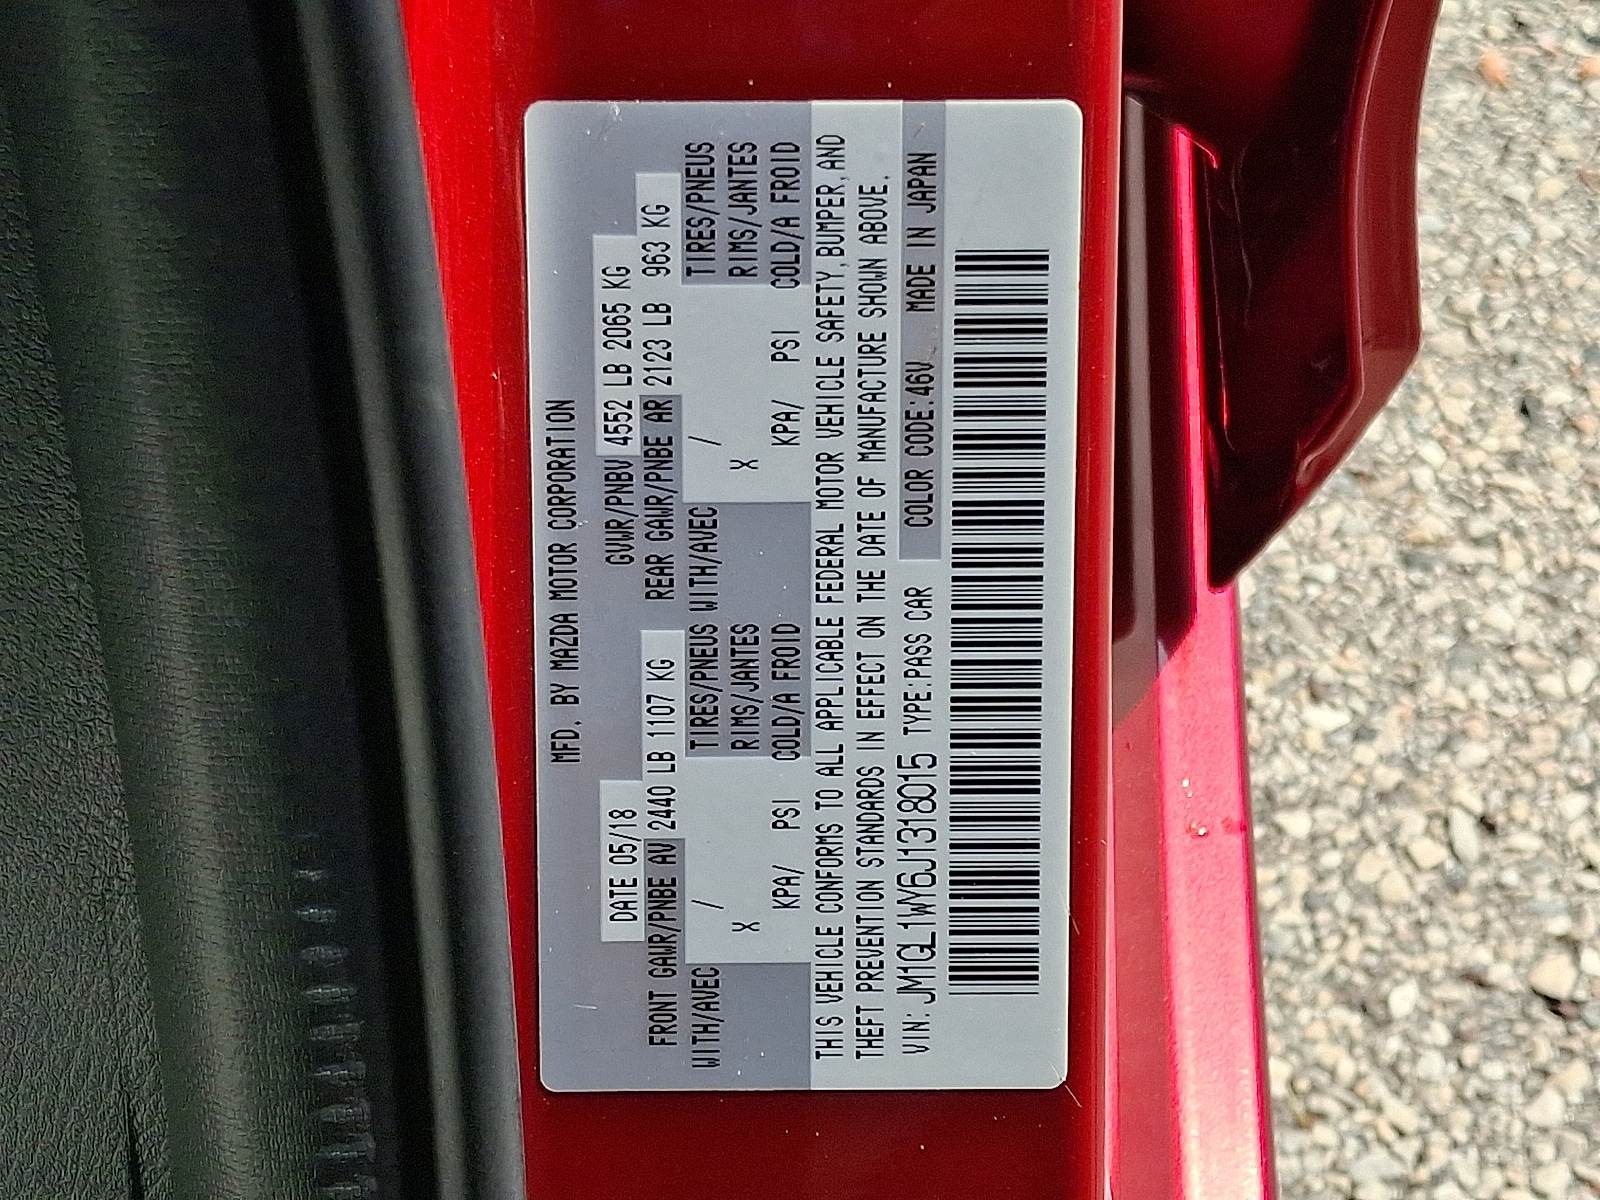 MFD. BY MAZDA MOTOR CORPORATION
DATE 05/18 GVWR/PNBV 4552 LB 2065 KG
FRONT GAWR/PNBE AV 2440 LB 1107 KG REAR GAWR/PNBE AR 2123 LB 963 KG
WITH/AVEC TIRES/PNEUS WITH/AVEC TIRES/PNEUS
X / RIMS/JANTES X / RIMS/JANTES
KPA/ PSI COLD/A FROID KPA/ PSI COLD/A FROID
THIS VEHICLE CONFORMS TO ALL APPLICABLE FEDERAL MOTOR VEHICLE SAFETY,BUMPER,AND
THEFT PREVENTION STANDARDS IN EFFECT ON THE DATE OF MANUFACTURE SHOWN ABOVE.
VIN: JM1GL1WY6J1318015 TYPE:PASS CAR COLOR CODE:46V MADE IN JAPAN